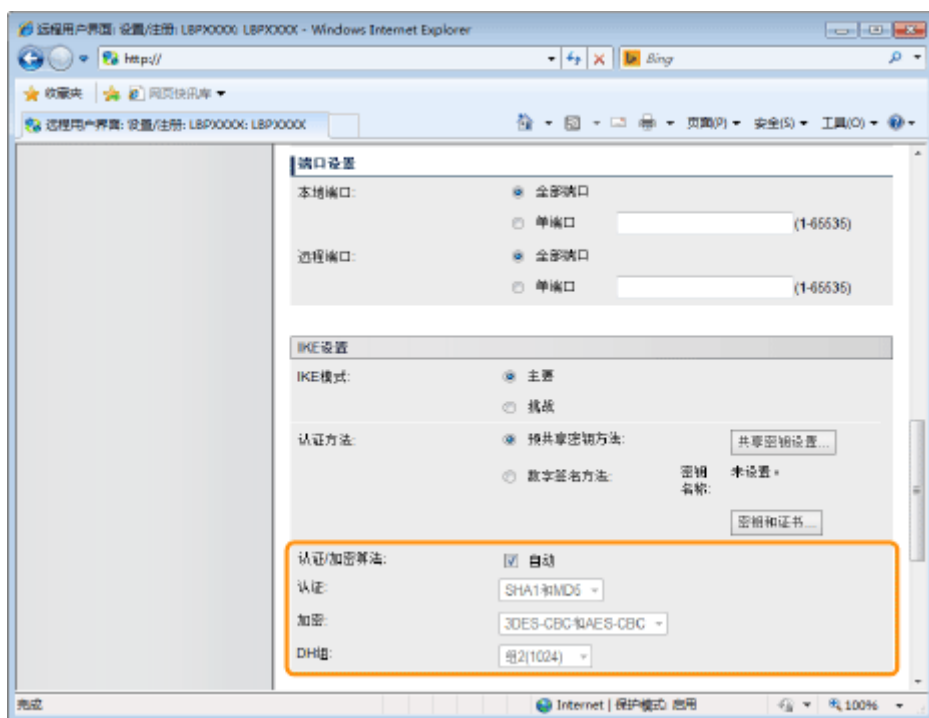 远程用户界面: 设置/注册: LBPXXXX: LBPXXXX - Windows Internet Explorer
http://
Bing
收藏夹 网页快讯库
远程用户界面: 设置/注册: LBPXXXX: LBPXXXX 页面(P) 安全(S) 工具(O)
端口设置
本地端口: 全部端口
单端口 (1-65535)
远程端口: 全部端口
单端口 (1-65535)
IKE设置
IKE模式: 主要
挑战
认证方法: 预共享密钥方法: 共享密钥设置...
数字签名方法: 密钥名称: 未设置。
密钥和证书...
认证/加密算法: 自动
认证: SHA1和MD5
加密: 3DES-CBC和AES-CBC
DH组: 组2(1024)
完成 Internet | 保护模式: 启用 100%